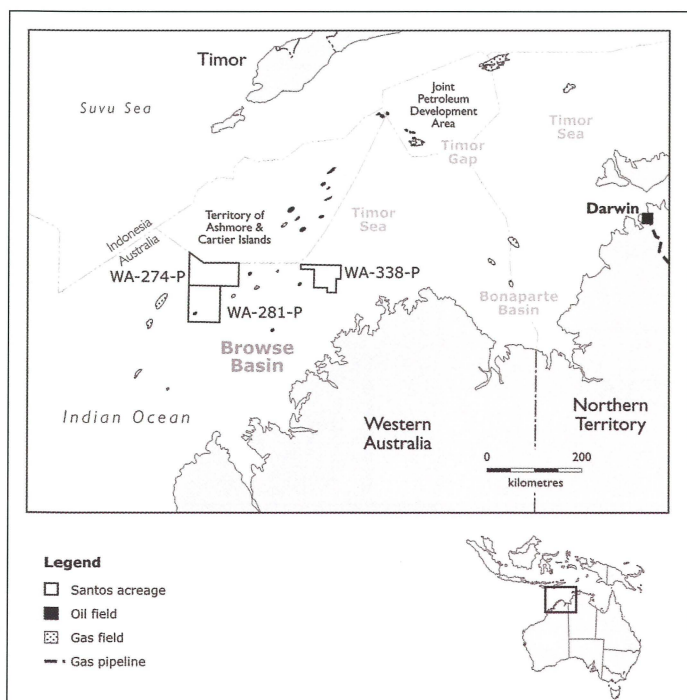 Timor
Suvu Sea
Joint
Petroleum
Development
Area
Timor
Sea
Timor
Gap
Darwin
Territory of
Ashmore &
Cartier Islands
Timor
Sea
Indonesia
Australia
WA-274-P
WA-338-P
WA-281-P
Bonaparte
Basin
Browse
Basin
Indian Ocean
Western
Australia
Northern
Territory
0 200
kilometres
Legend
Santos acreage
Oil field
Gas field
Gas pipeline